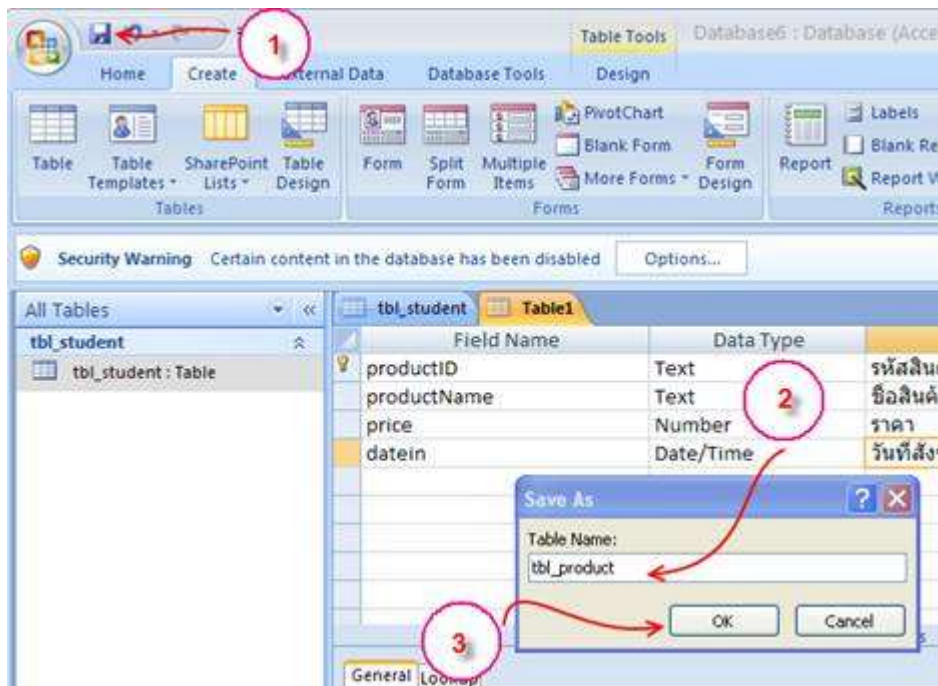 1
Table Tools
Database6 : Database (Acce
Home
Create
External Data
Database Tools
Design
Table
Table Templates
SharePoint Lists
Table Design
Tables
Form
Split Form
Multiple Items
PivotChart
Blank Form
More Forms
Form Design
Forms
Report
Labels
Blank Re
Report W
Reports
Security Warning Certain content in the database has been disabled
Options...
All Tables
tbl_student
tbl_student : Table
tbl_student
Table1
Field Name Data Type
productID Text รหัสสิน
productName Text ชื่อสินค้
price Number ราคา
datein Date/Time วันที่สั่ง
2
Save As
Table Name:
tbl_product
OK
Cancel
3
General
Lookup